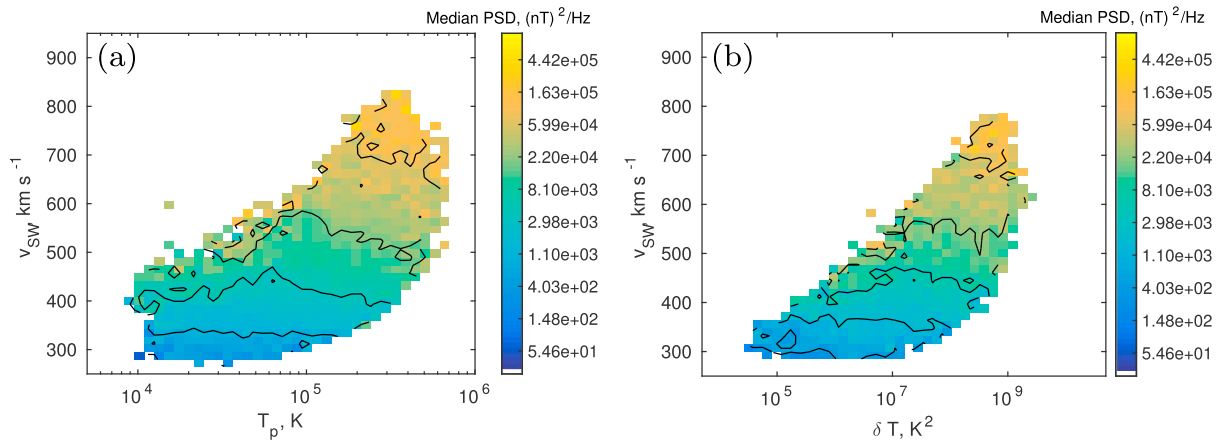 Median PSD, (nT) ²/Hz
(a)
900
800
700
600
500
400
300
v_SW km s⁻¹
10⁴
10⁵
10⁶
T_p, K
4.42e+05
1.63e+05
5.99e+04
2.20e+04
8.10e+03
2.98e+03
1.10e+03
4.03e+02
1.48e+02
5.46e+01
Median PSD, (nT) ²/Hz
(b)
900
800
700
600
500
400
300
v_SW km s⁻¹
10⁵
10⁷
10⁹
δ T, K²
4.42e+05
1.63e+05
5.99e+04
2.20e+04
8.10e+03
2.98e+03
1.10e+03
4.03e+02
1.48e+02
5.46e+01